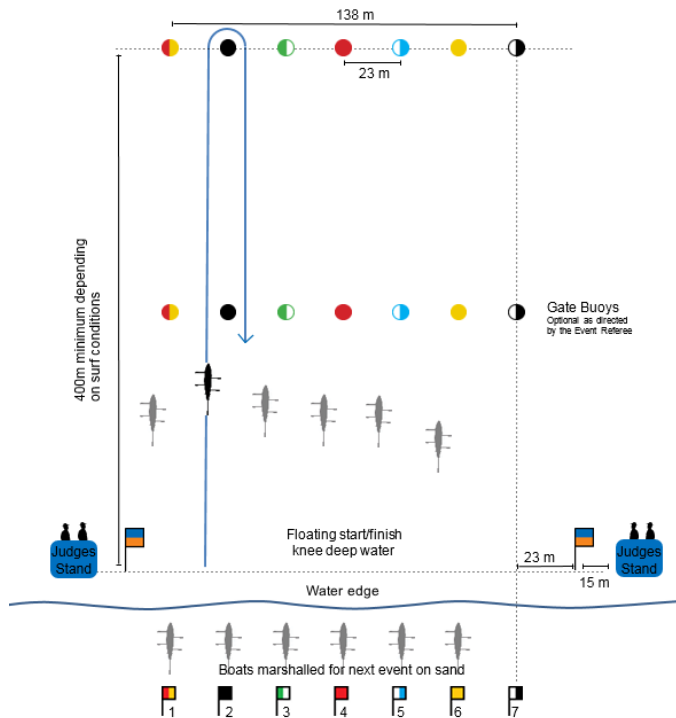 138 m
23 m
400m minimum depending
on surf conditions
Gate Buoys
Optional as directed
by the Event Referee
Judges
Stand
Floating start/finish
knee deep water
23 m
Judges
Stand
15 m
Water edge
Boats marshalled for next event on sand
1 2 3 4 5 6 7